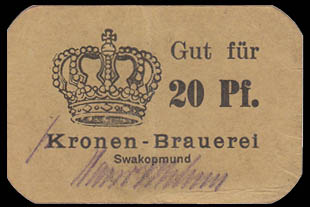 Gut für
20 Pf.
Kronen-Brauerei
Swakopmund